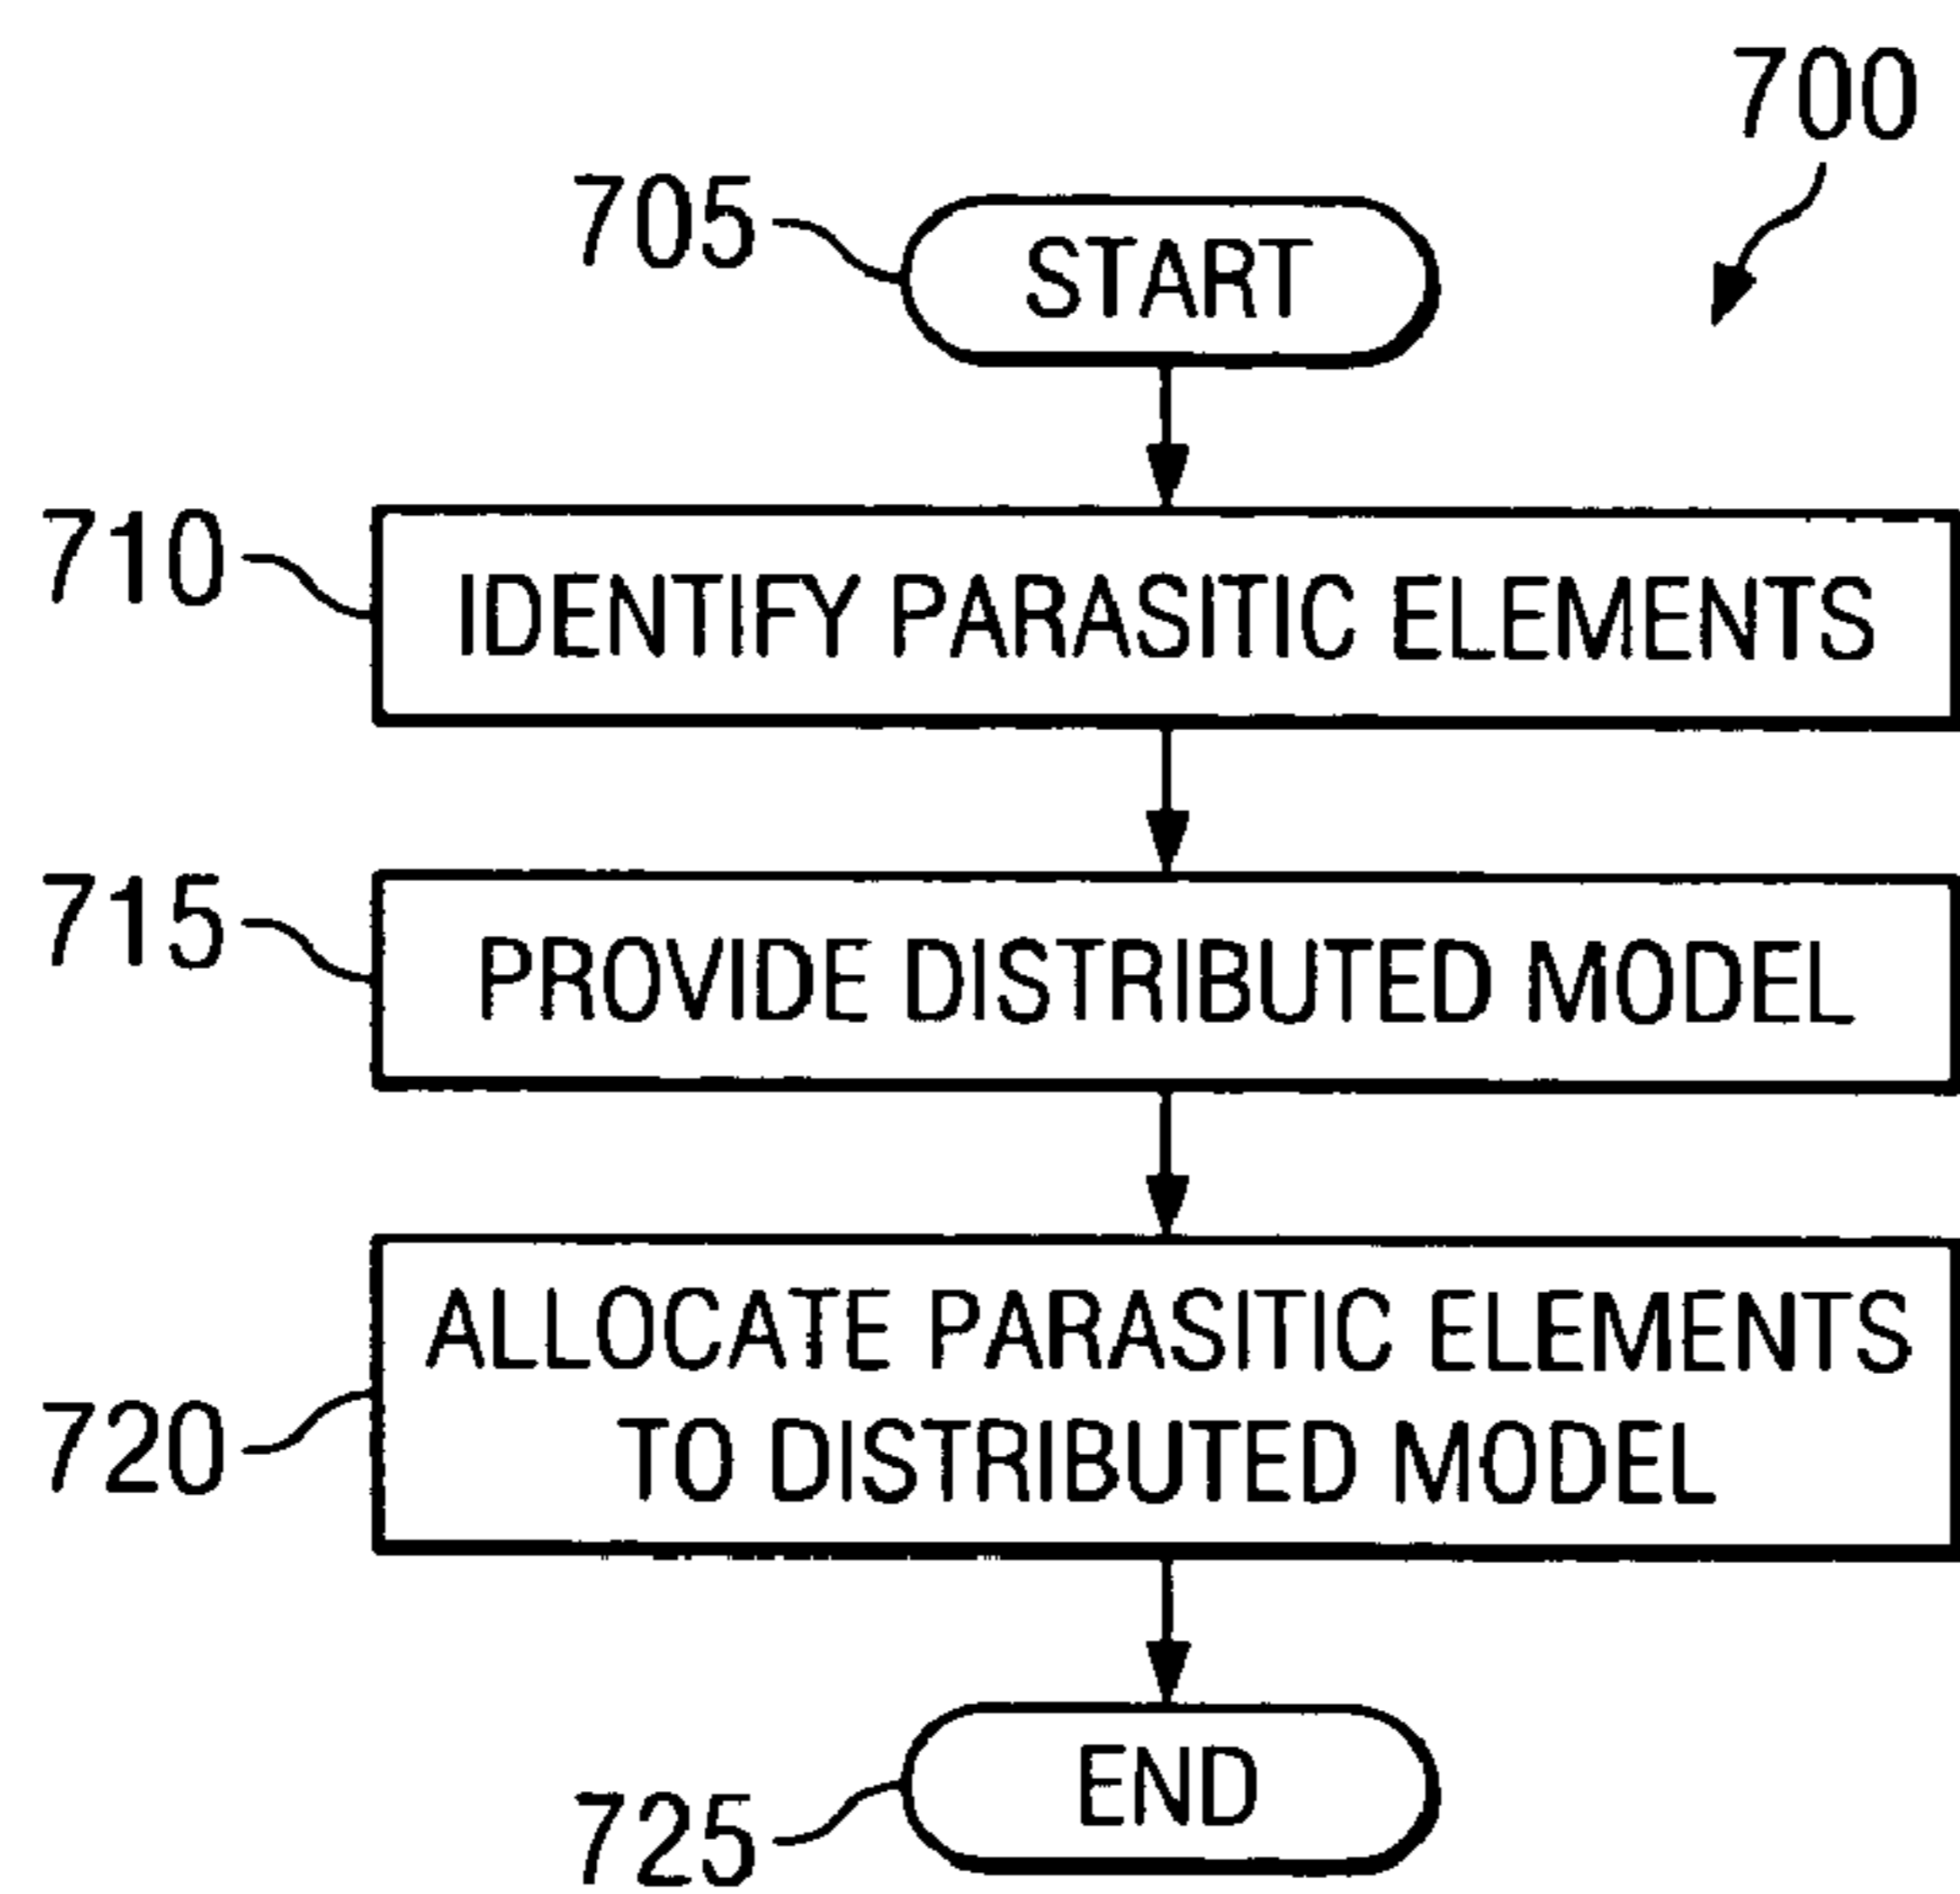 700
705
START
710
IDENTIFY PARASITIC ELEMENTS
715
PROVIDE DISTRIBUTED MODEL
720
ALLOCATE PARASITIC ELEMENTS
TO DISTRIBUTED MODEL
725
END